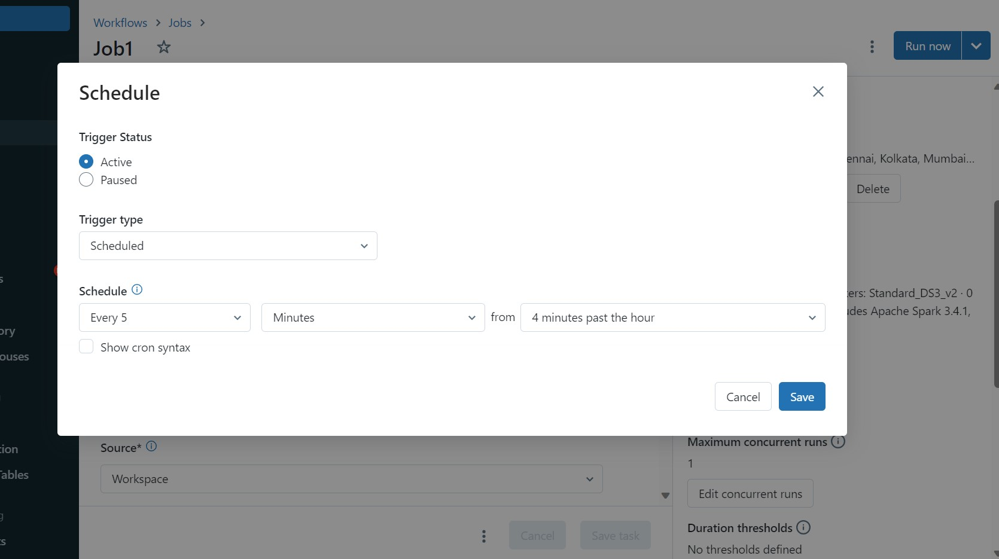 Workflows > Jobs >
Job1
Run now
Schedule
Trigger Status
Active
Paused
Trigger type
Scheduled
Schedule
Every 5 Minutes from 4 minutes past the hour
Show cron syntax
Cancel Save
ennai, Kolkata, Mumbai...
Delete
ters: Standard_DS3_v2 · 0
udes Apache Spark 3.4.1,
s
ory
ouses
tion
Tables
g
ts
Source*
Workspace
Cancel Save task
Maximum concurrent runs
1
Edit concurrent runs
Duration thresholds
No thresholds defined